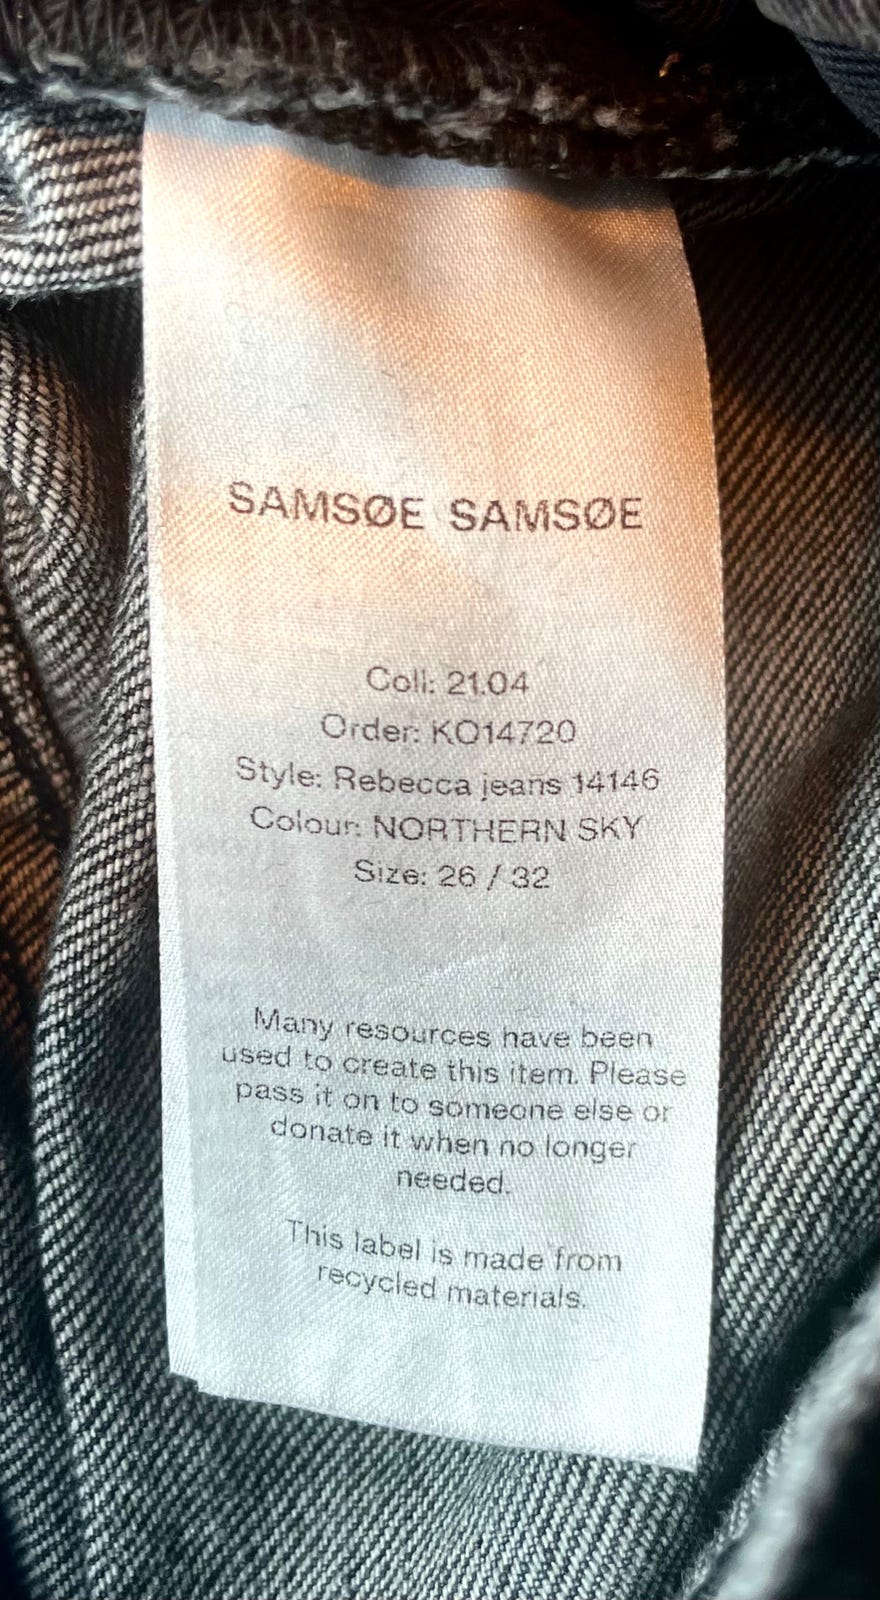 SAMSØE SAMSØE
Coll: 21.04
Order: KO14720
Style: Rebecca jeans 14146
Colour: NORTHERN SKY
Size: 26 / 32
Many resources have been
used to create this item. Please
pass it on to someone else or
donate it when no longer
needed.
This label is made from
recycled materials.